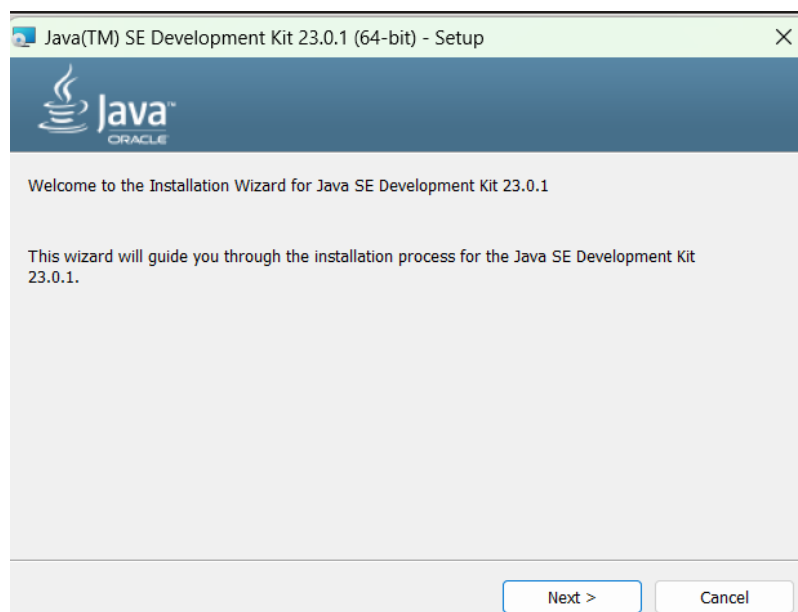 Java(TM) SE Development Kit 23.0.1 (64-bit) - Setup
Java™
ORACLE
Welcome to the Installation Wizard for Java SE Development Kit 23.0.1
This wizard will guide you through the installation process for the Java SE Development Kit
23.0.1.
Next >
Cancel